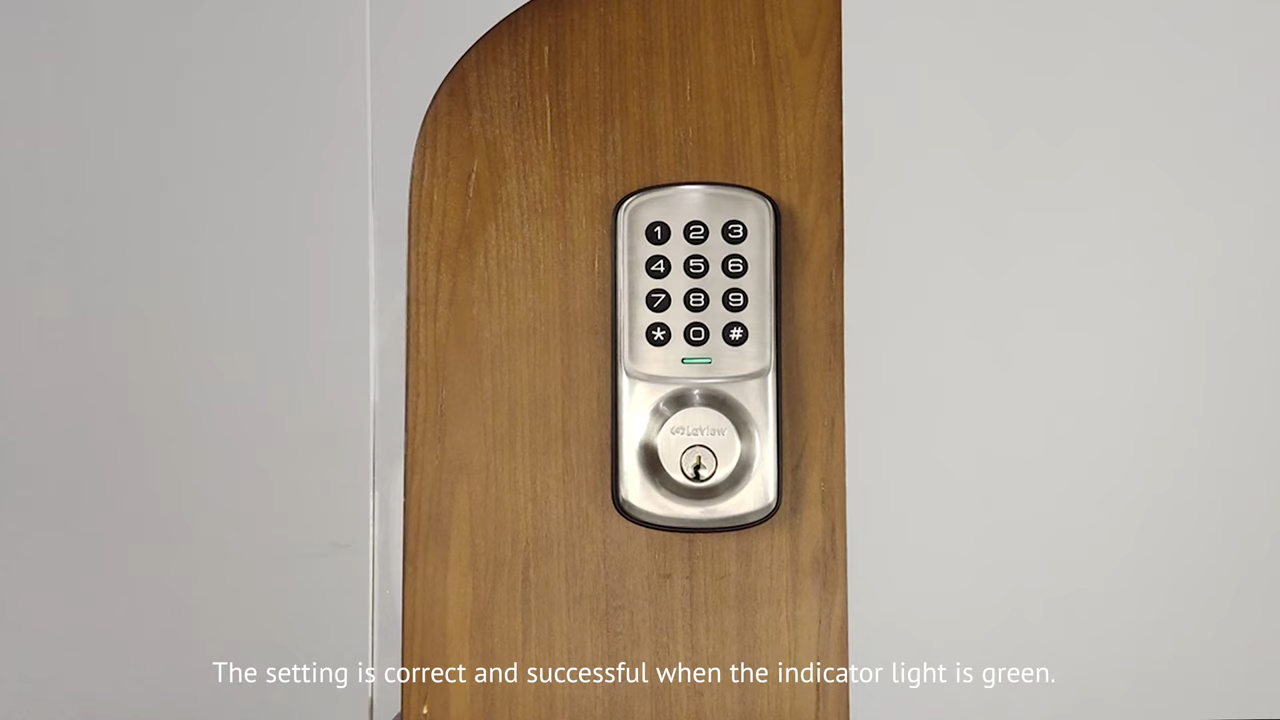 1 2 3
4 5 6
7 8 9
* 0 #
LaView
The setting is correct and successful when the indicator light is green.